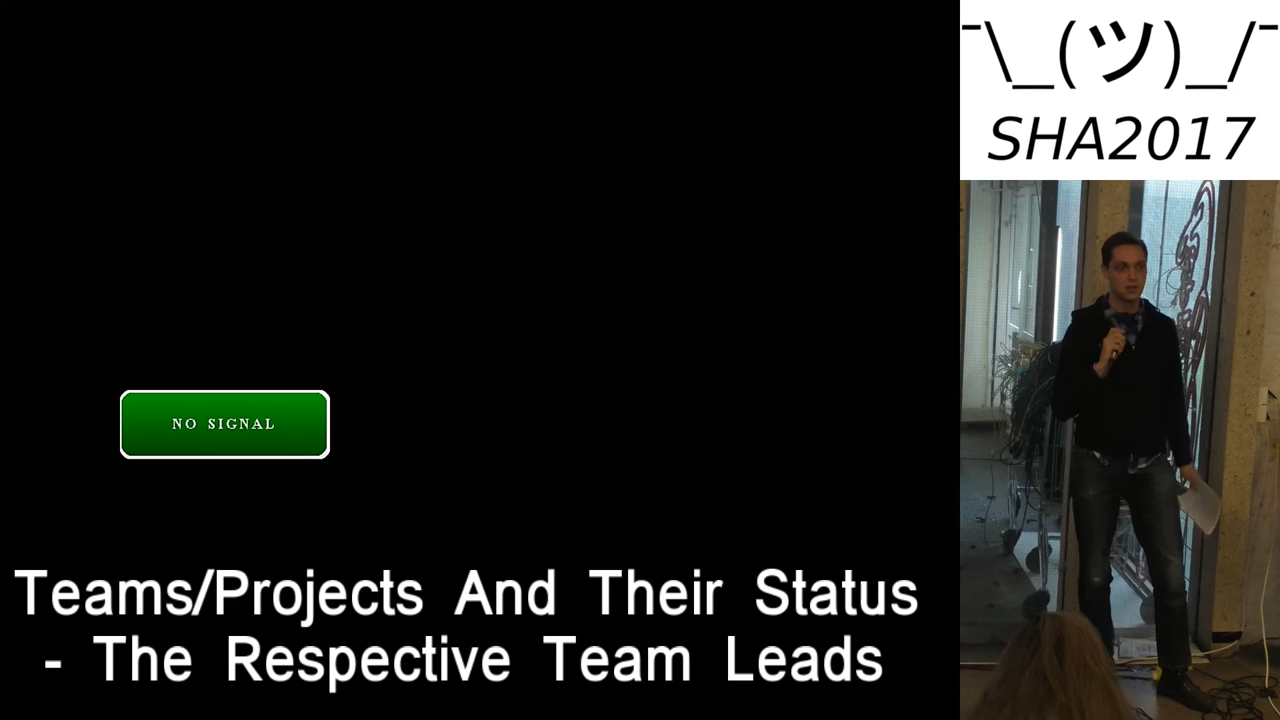 ¯\_(ツ)_/¯
SHA2017
NO SIGNAL
Teams/Projects And Their Status
- The Respective Team Leads